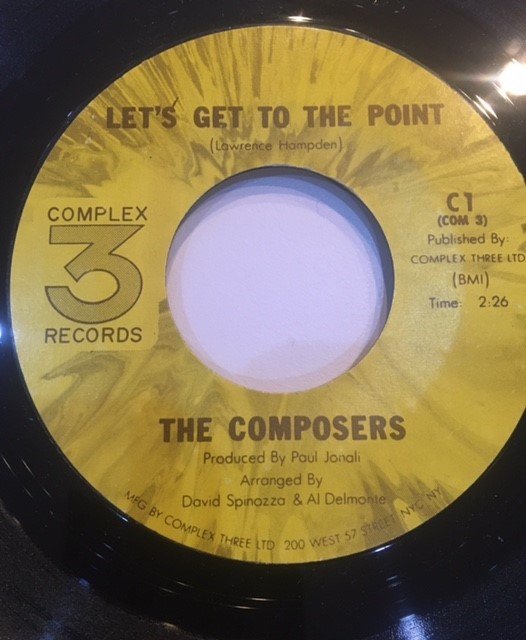 LET'S GET TO THE POINT
(Lawrence Hampden)
COMPLEX
3
RECORDS
C1
(COM 3)
Published By:
COMPLEX THREE LTD
(BMI)
Time: 2:26
THE COMPOSERS
Produced By Paul Jonali
Arranged By
David Spinozza & Al Delmonte
MFG BY COMPLEX THREE LTD 200 WEST 57 STREET NYC NY